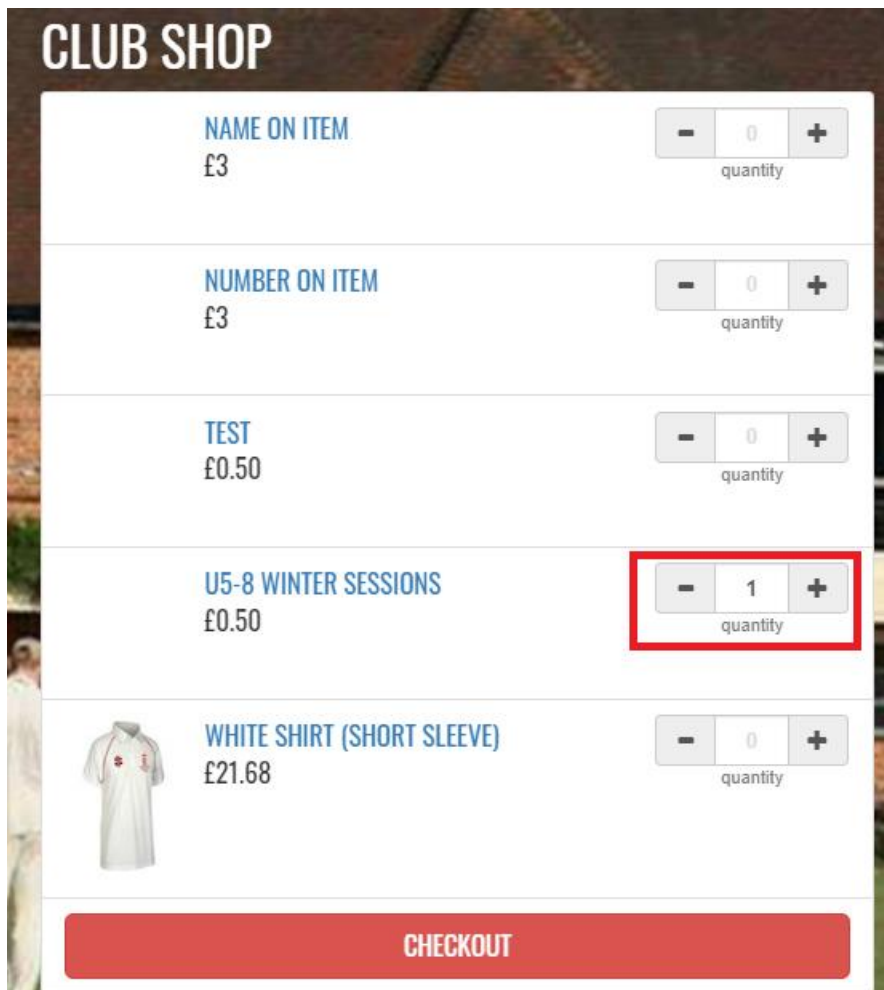 CLUB SHOP
NAME ON ITEM
£3
- 0 +
quantity
NUMBER ON ITEM
£3
- 0 +
quantity
TEST
£0.50
- 0 +
quantity
U5-8 WINTER SESSIONS
£0.50
- 1 +
quantity
WHITE SHIRT (SHORT SLEEVE)
£21.68
- 0 +
quantity
CHECKOUT